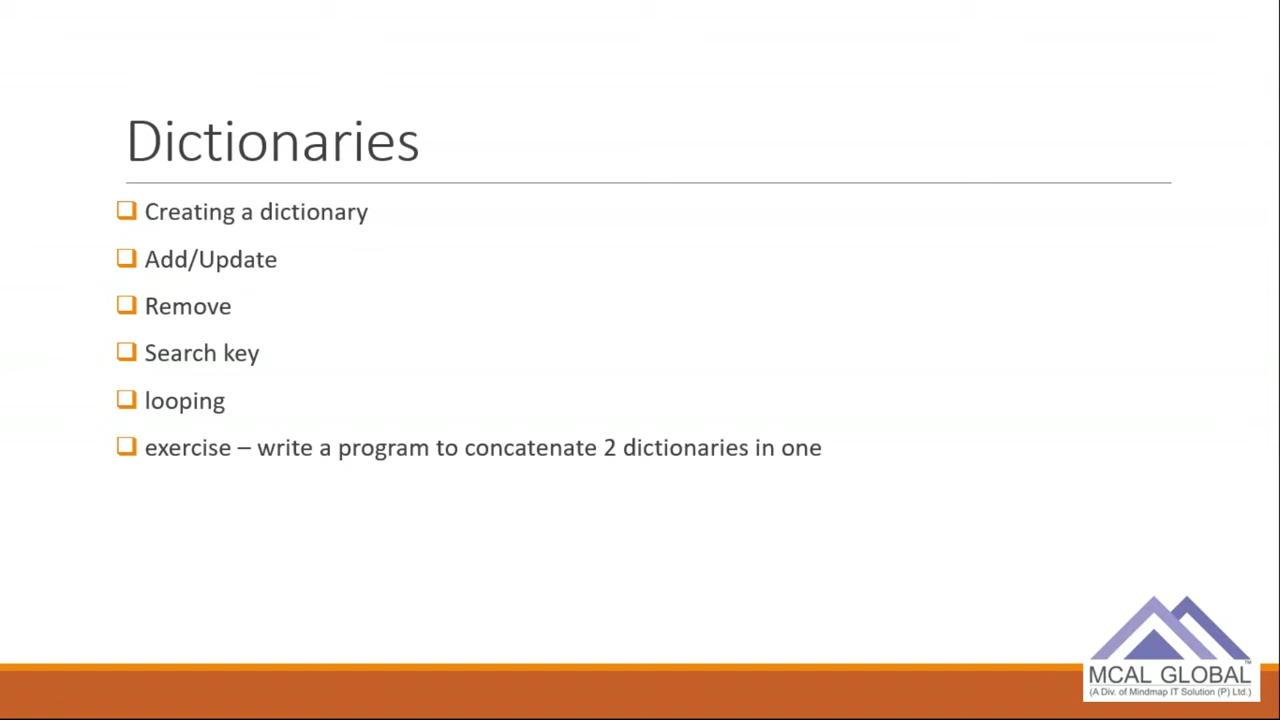 Dictionaries
Creating a dictionary
Add/Update
Remove
Search key
looping
exercise – write a program to concatenate 2 dictionaries in one
MCAL GLOBAL™
(A Div. of Mindmap IT Solution (P) Ltd.)